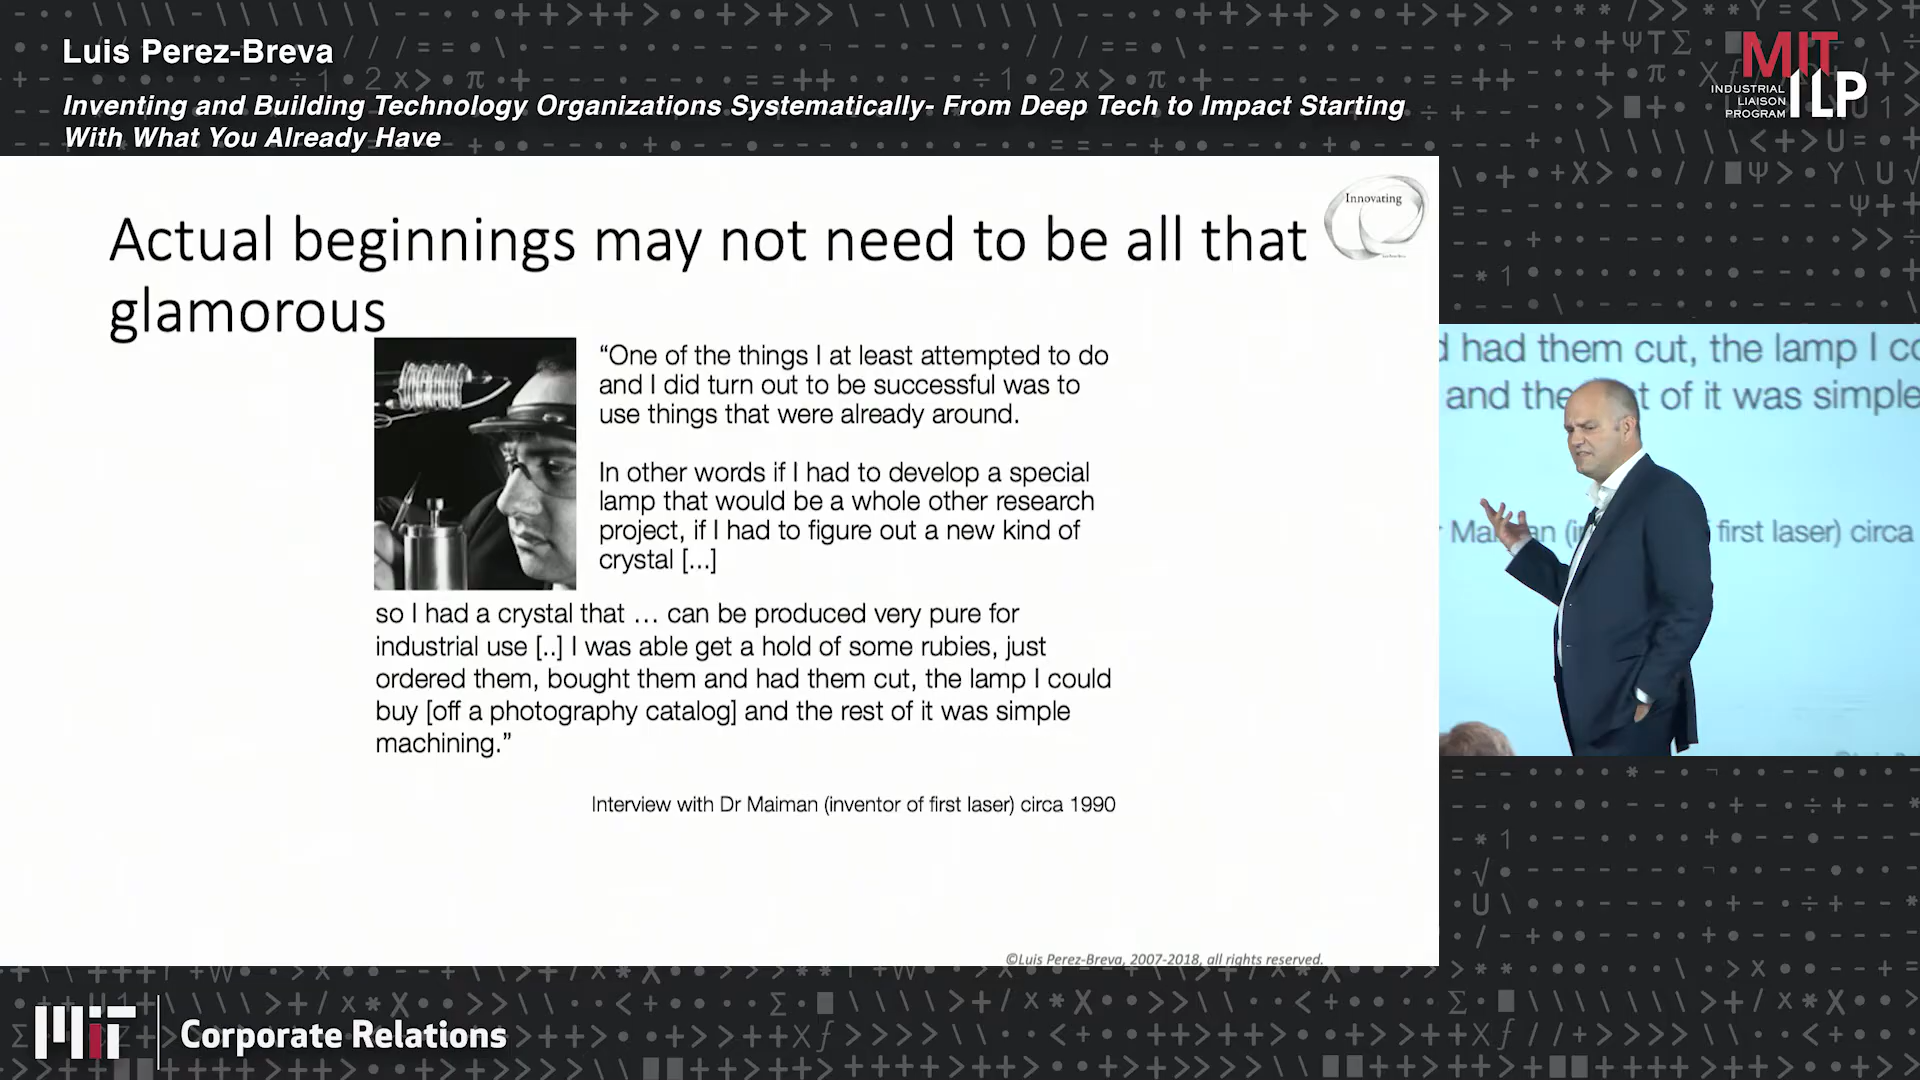 Luis Perez-Breva
Inventing and Building Technology Organizations Systematically- From Deep Tech to Impact Starting
With What You Already Have
MIT
INDUSTRIAL
LIAISON
PROGRAM
ILP
Innovating
Actual beginnings may not need to be all that
glamorous
“One of the things I at least attempted to do
and I did turn out to be successful was to
use things that were already around.
In other words if I had to develop a special
lamp that would be a whole other research
project, if I had to figure out a new kind of
crystal [...]
so I had a crystal that … can be produced very pure for
industrial use [..] I was able get a hold of some rubies, just
ordered them, bought them and had them cut, the lamp I could
buy [off a photography catalog] and the rest of it was simple
machining.”
Interview with Dr Maiman (inventor of first laser) circa 1990
©Luis Perez-Breva, 2007-2018, all rights reserved.
had them cut, the lamp I
and the of it was simple
first laser) circa
MIT
Corporate Relations